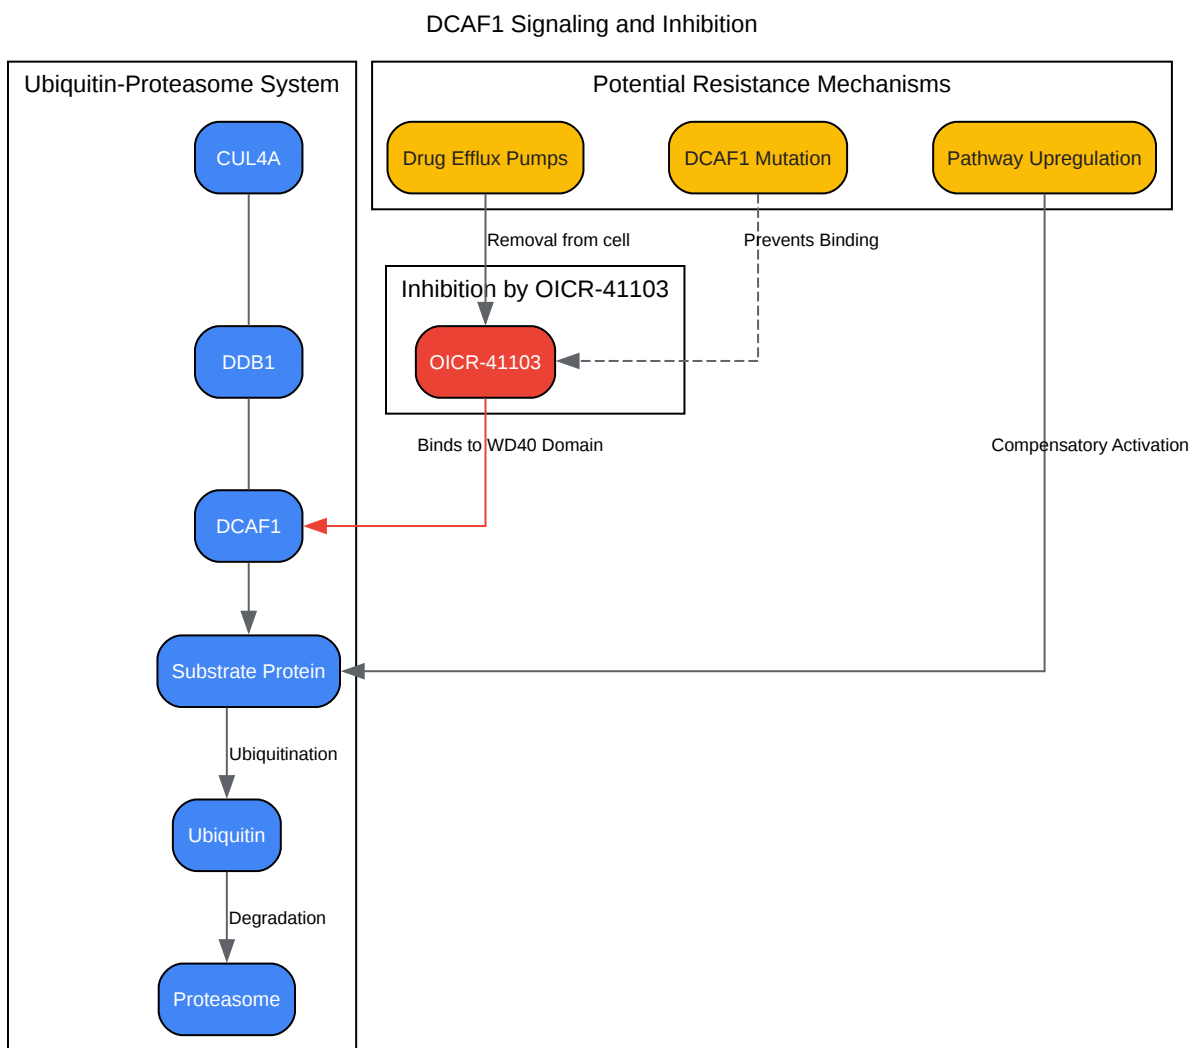 DCAF1 Signaling and Inhibition
Ubiquitin-Proteasome System
Potential Resistance Mechanisms
CUL4A
Drug Efflux Pumps
DCAF1 Mutation
Pathway Upregulation
Removal from cell
Prevents Binding
Inhibition by OICR-41103
DDB1
OICR-41103
Binds to WD40 Domain
Compensatory Activation
DCAF1
Substrate Protein
Ubiquitination
Ubiquitin
Degradation
Proteasome